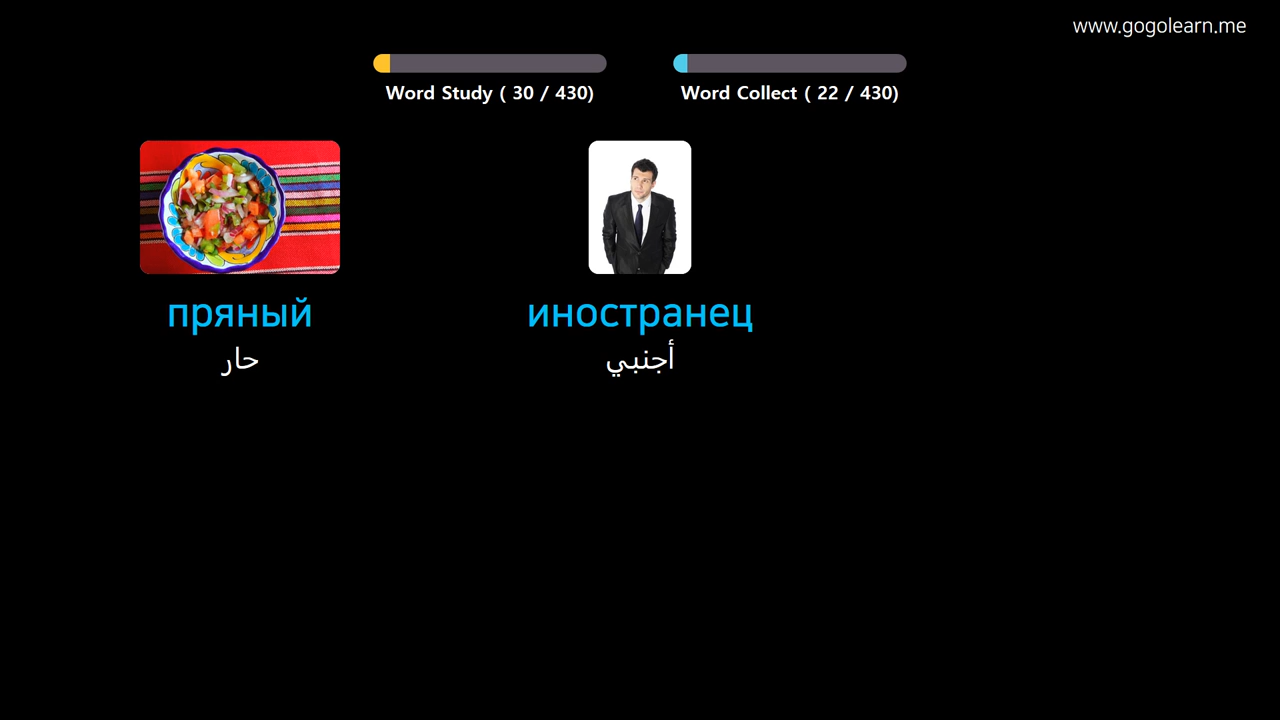 www.gogolearn.me
Word Study ( 30 / 430)
Word Collect ( 22 / 430)
пряный
حار
иностранец
أجنبي